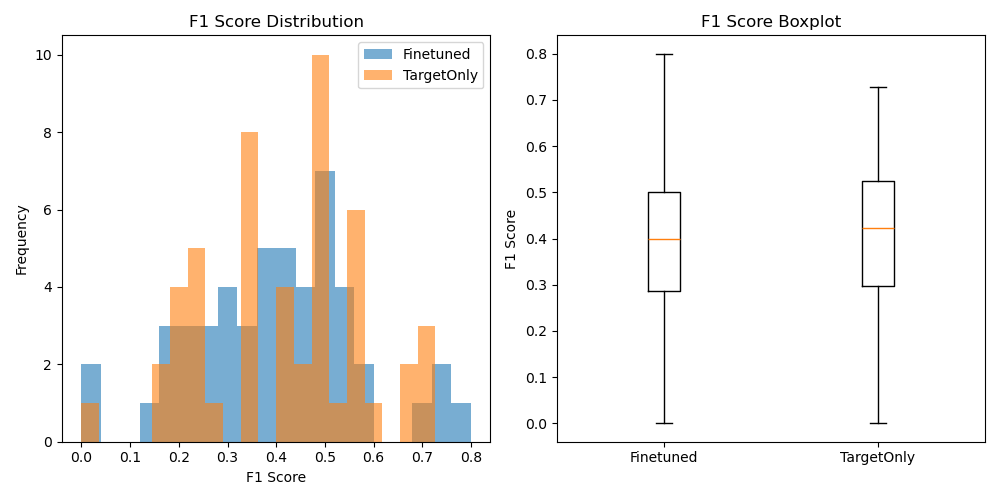 F1 Score Distribution
Finetuned
TargetOnly
Frequency
10
8
6
4
2
0
0.0 0.1 0.2 0.3 0.4 0.5 0.6 0.7 0.8
F1 Score
F1 Score Boxplot
F1 Score
0.8
0.7
0.6
0.5
0.4
0.3
0.2
0.1
0.0
Finetuned TargetOnly